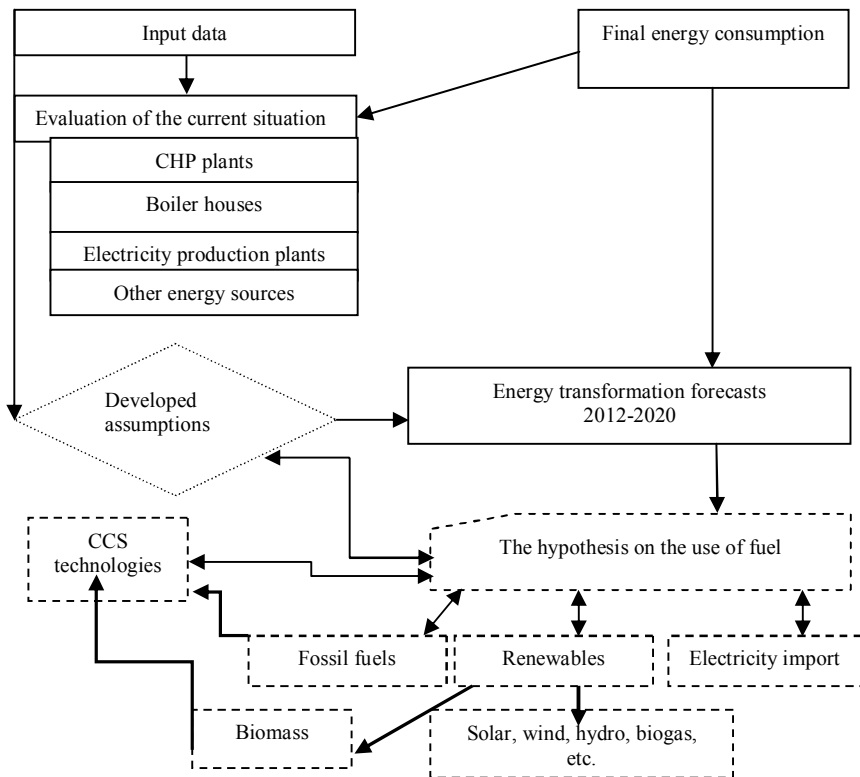 Input data
Final energy consumption
Evaluation of the current situation
CHP plants
Boiler houses
Electricity production plants
Other energy sources
Developed
assumptions
Energy transformation forecasts
2012-2020
CCS
technologies
The hypothesis on the use of fuel
Fossil fuels
Renewables
Electricity import
Biomass
Solar, wind, hydro, biogas,
etc.